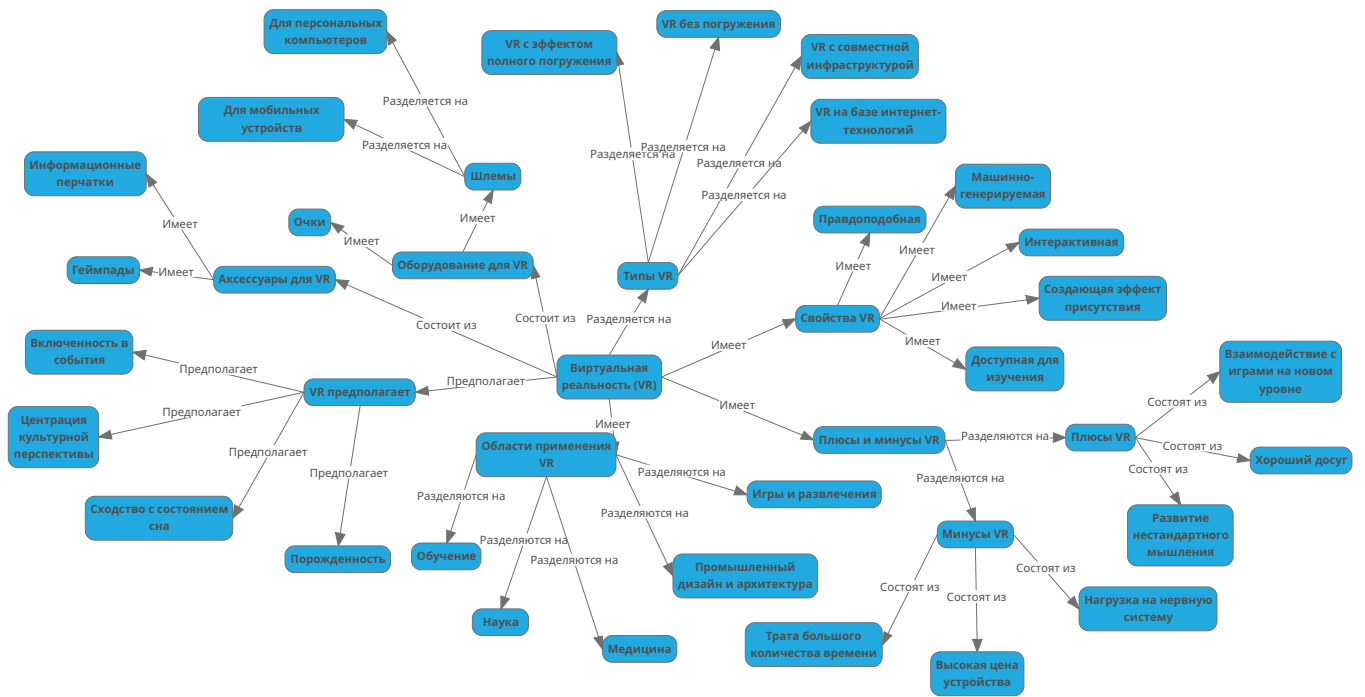 Для персональных
компьютеров
VR с эффектом
полного погружения
VR без погружения
VR с совместной
инфраструктурой
VR на базе интернет-
технологий
Разделяется на
Для мобильных
устройств
Разделяется на
Разделяется на
Разделяется на
Разделяется на
Разделяется на
Информационные
перчатки
Шлемы
Машинно-
генерируемая
Имеет
Очки
Имеет
Имеет
Правдоподобная
Имеет
Интерактивная
Геймпады
Имеет
Аксессуары для VR
Оборудование для VR
Типы VR
Имеет
Имеет
Создающая эффект
присутствия
Имеет
Свойства VR
Состоит из
Состоит из
Разделяется на
Имеет
Имеет
Доступная для
изучения
Включенность в
события
Предполагает
VR предполагает
Предполагает
Виртуальная
реальность (VR)
Взаимодействие с
играми на новом
уровне
Центрация
культурной
перспективы
Предполагает
Имеет
Имеет
Состоят из
Области применения
VR
Плюсы и минусы VR
Разделяются на
Плюсы VR
Состоят из
Хороший досуг
Предполагает
Предполагает
Разделяются на
Разделяются на
Состоят из
Сходство с состоянием
сна
Разделяются на
Игры и развлечения
Разделяются на
Развитие
нестандартного
мышления
Порожденность
Обучение
Разделяются на
Разделяются на
Минусы VR
Промышленный
дизайн и архитектура
Состоят из
Состоят из
Состоят из
Нагрузка на нервную
систему
Наука
Медицина
Трата большого
количества времени
Высокая цена
устройства